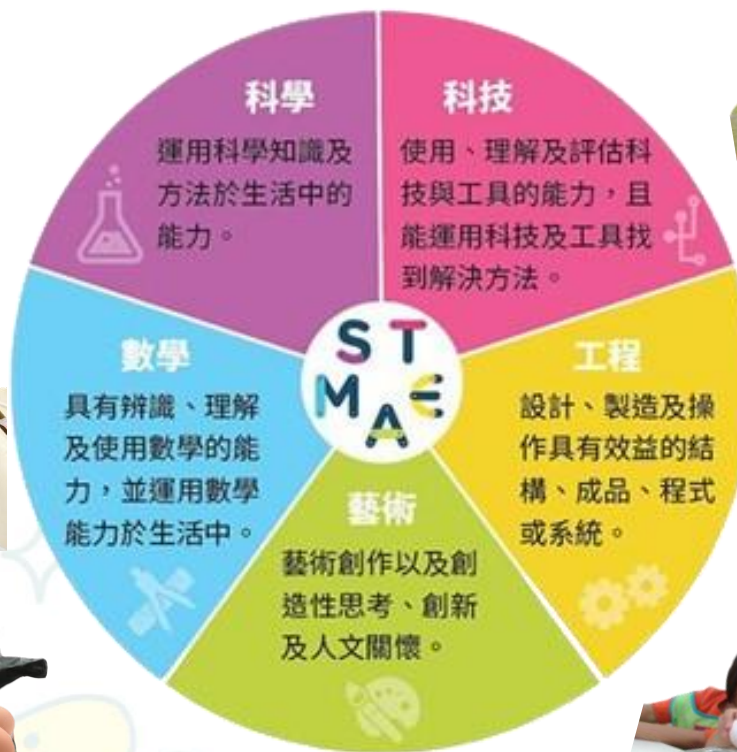 科學
運用科學知識及
方法於生活中的
能力。
科技
使用、理解及評估科
技與工具的能力，且
能運用科技及工具找
到解決方法。
工程
設計、製造及操
作具有效益的結
構、成品、程式
或系統。
藝術
藝術創作以及創
造性思考、創新
及人文關懷。
數學
具有辨識、理解
及使用數學的能
力，並運用數學
能力於生活中。
S T
M A E